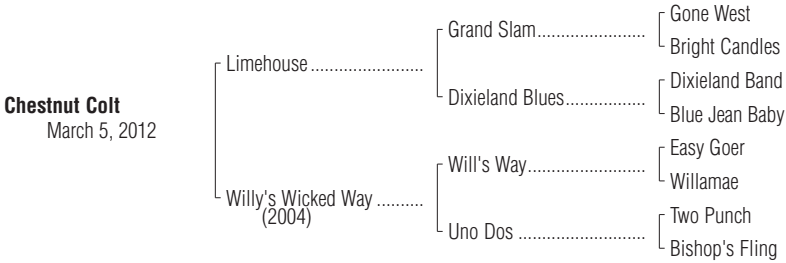 Gone West
Grand Slam.......................
Bright Candles
Limehouse ........................
Dixieland Band
Dixieland Blues.................
Blue Jean Baby
Chestnut Colt
March 5, 2012
Easy Goer
Will's Way.........................
Willamae
Willy's Wicked Way ..........
(2004)
Two Punch
Uno Dos ...........................
Bishop's Fling